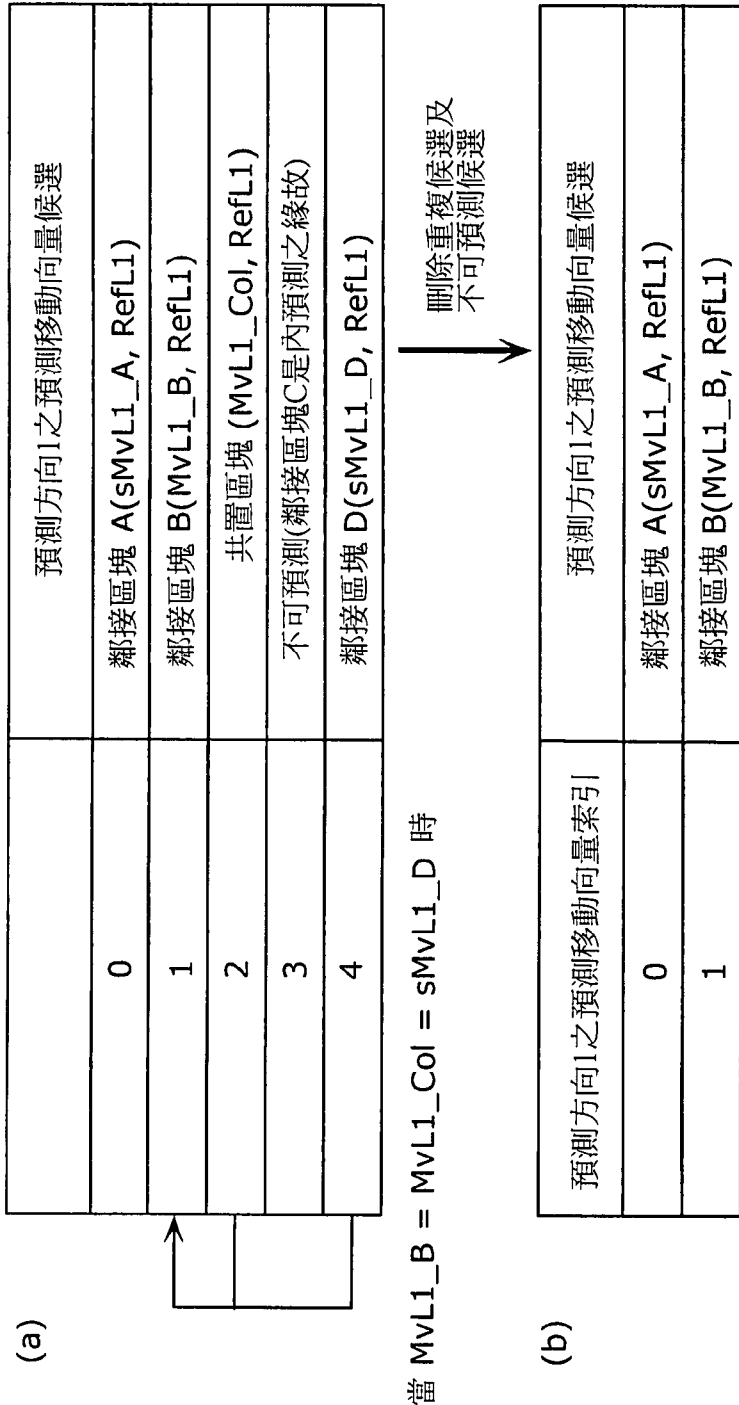 (a)
預測方向1之預測移動向量候選
0 鄰接區塊 A(sMvL1_A, RefL1)
1 鄰接區塊 B(MvL1_B, RefL1)
2 共置區塊 (MvL1_Col, RefL1)
3 不可預測(鄰接區塊C是內預測之緣故)
4 鄰接區塊 D(sMvL1_D, RefL1)
當 MvL1_B = MvL1_Col = sMvL1_D 時
刪除重複候選及
不可預測候選
(b)
預測方向1之預測移動向量索引 預測方向1之預測移動向量候選
0 鄰接區塊 A(sMvL1_A, RefL1)
1 鄰接區塊 B(MvL1_B, RefL1)